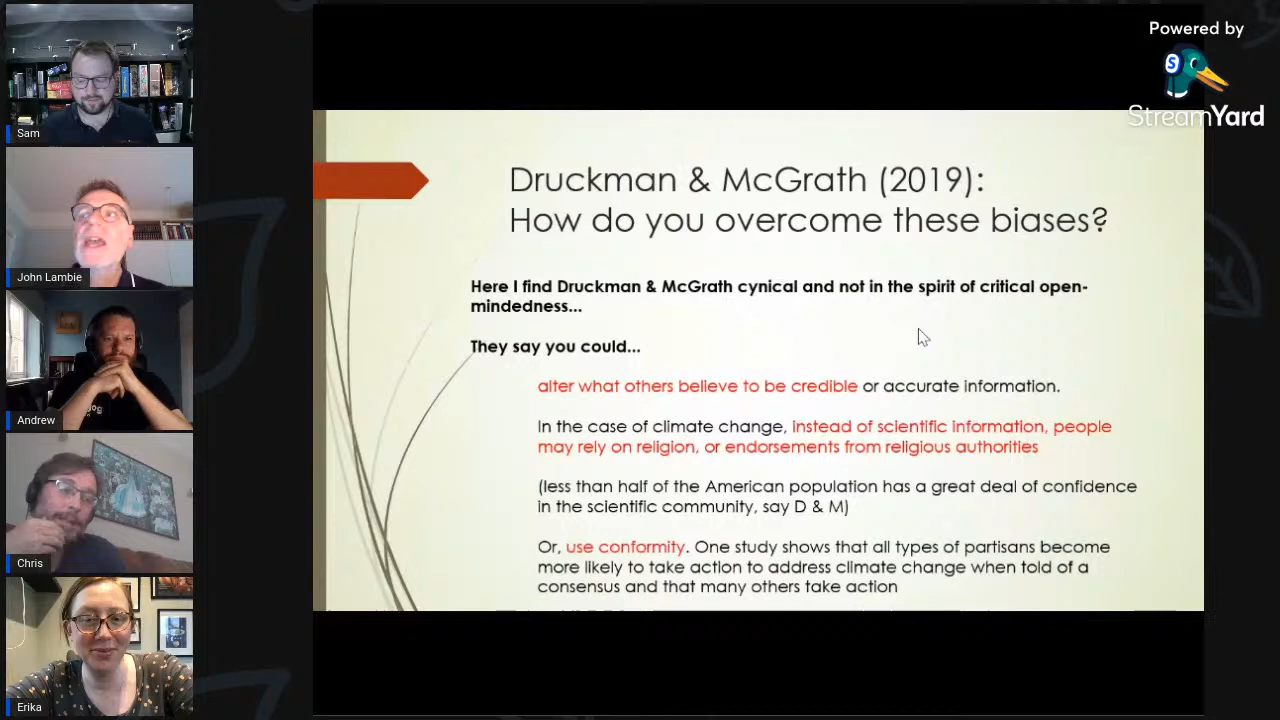 Powered by
S
StreamYard
Sam
John Lambie
Andrew
Chris
Erika
Druckman & McGrath (2019):
How do you overcome these biases?
Here I find Druckman & McGrath cynical and not in the spirit of critical open-
mindedness...
They say you could...
alter what others believe to be credible or accurate information.
In the case of climate change, instead of scientific information, people
may rely on religion, or endorsements from religious authorities
(less than half of the American population has a great deal of confidence
in the scientific community, say D & M)
Or, use conformity. One study shows that all types of partisans become
more likely to take action to address climate change when told of a
consensus and that many others take action